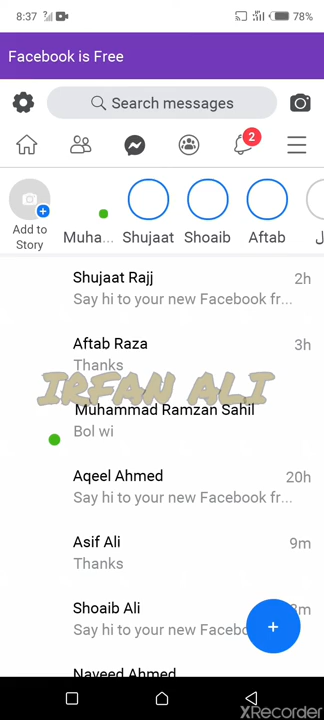 8:37
78%
Facebook is Free
Search messages
2
Add to
Story
Muha...
Shujaat
Shoaib
Aftab
Shujaat Rajj
2h
Say hi to your new Facebook fr...
Aftab Raza
3h
Thanks
IRFAN ALI
Muhammad Ramzan Sahil
Bol wi
Aqeel Ahmed
20h
Say hi to your new Facebook fr...
Asif Ali
9m
Thanks
Shoaib Ali
Say hi to your new Facebo
Naveed Ahmed
XRecorder